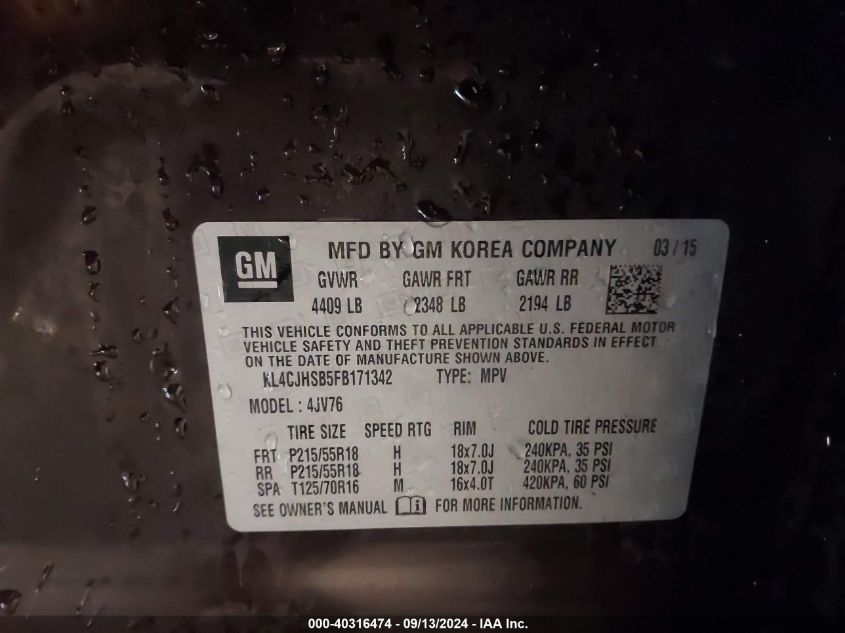 GM
MFD BY GM KOREA COMPANY 03/15
GVWR GAWR FRT GAWR RR
4409 LB 2348 LB 2194 LB
THIS VEHICLE CONFORMS TO ALL APPLICABLE U.S. FEDERAL MOTOR
VEHICLE SAFETY AND THEFT PREVENTION STANDARDS IN EFFECT
ON THE DATE OF MANUFACTURE SHOWN ABOVE.
KL4CJHSB5FB171342 TYPE: MPV
MODEL: 4JV76
TIRE SIZE SPEED RTG RIM COLD TIRE PRESSURE
FRT P215/55R18 H 18x7.0J 240KPA, 35 PSI
RR P215/55R18 H 18x7.0J 240KPA, 35 PSI
SPA T125/70R16 M 16x4.0T 420KPA, 60 PSI
SEE OWNER'S MANUAL FOR MORE INFORMATION.
000-40316474 - 09/13/2024 - IAA Inc.